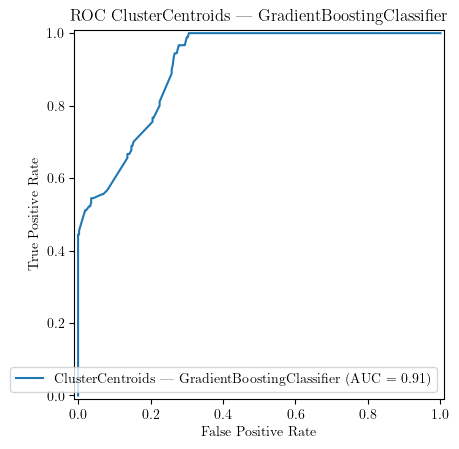 ROC ClusterCentroids — GradientBoostingClassifier
True Positive Rate
1.0
0.8
0.6
0.4
0.2
0.0
ClusterCentroids — GradientBoostingClassifier (AUC = 0.91)
0.0 0.2 0.4 0.6 0.8 1.0
False Positive Rate